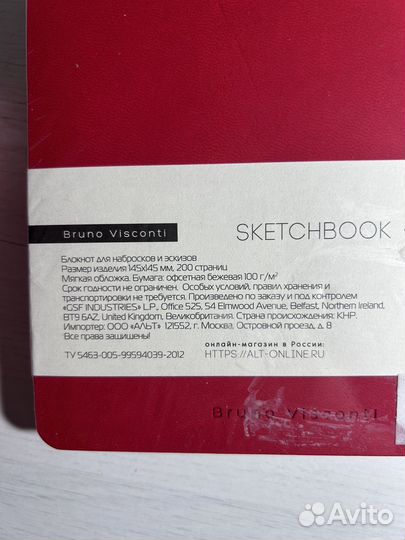 Bruno Visconti
SKETCHBOOK
Блокнот для набросков и эскизов
Размер изделия 145х145 мм, 200 страниц
Мягкая обложка. Бумага: офсетная бежевая 100 г/м²
Срок годности не ограничен. Особых условий, правил хранения и
транспортировки не требуется. Произведено по заказу и под контролем
«GSF INDUSTRIES» L.P., Office 525, 54 Elmwood Avenue, Belfast, Northern Ireland,
BT9 6AZ, United Kingdom, Великобритания. Страна происхождения: КНР.
Импортер: ООО «АЛЬТ» 121552, г. Москва, Островной проезд, д. 8
Все права защищены!
онлайн-магазин в России:
ТУ 5463-005-99594039-2012 HTTPS://ALT-ONLINE.RU
Bruno Visconti
Avito